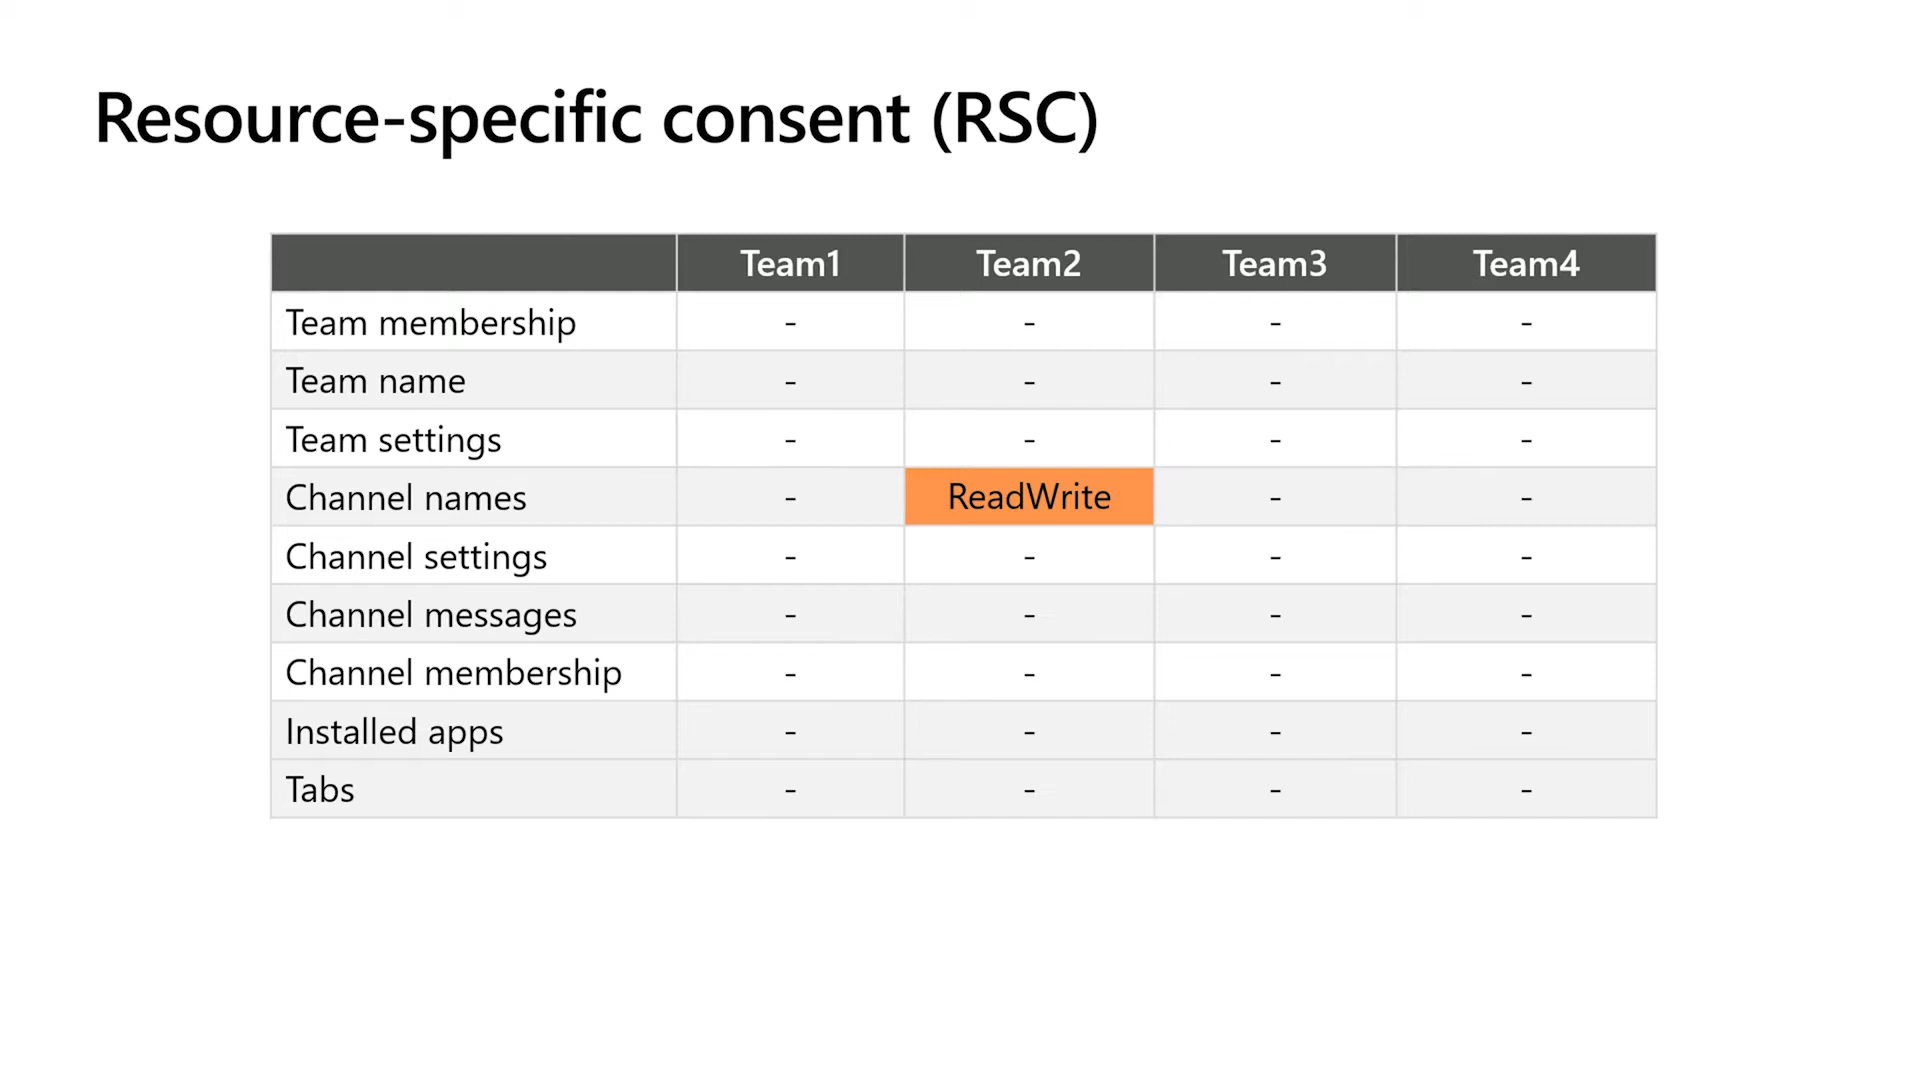 Resource-specific consent (RSC)
Team1 Team2 Team3 Team4
Team membership - - - -
Team name - - - -
Team settings - - - -
Channel names - ReadWrite - -
Channel settings - - - -
Channel messages - - - -
Channel membership - - - -
Installed apps - - - -
Tabs - - - -